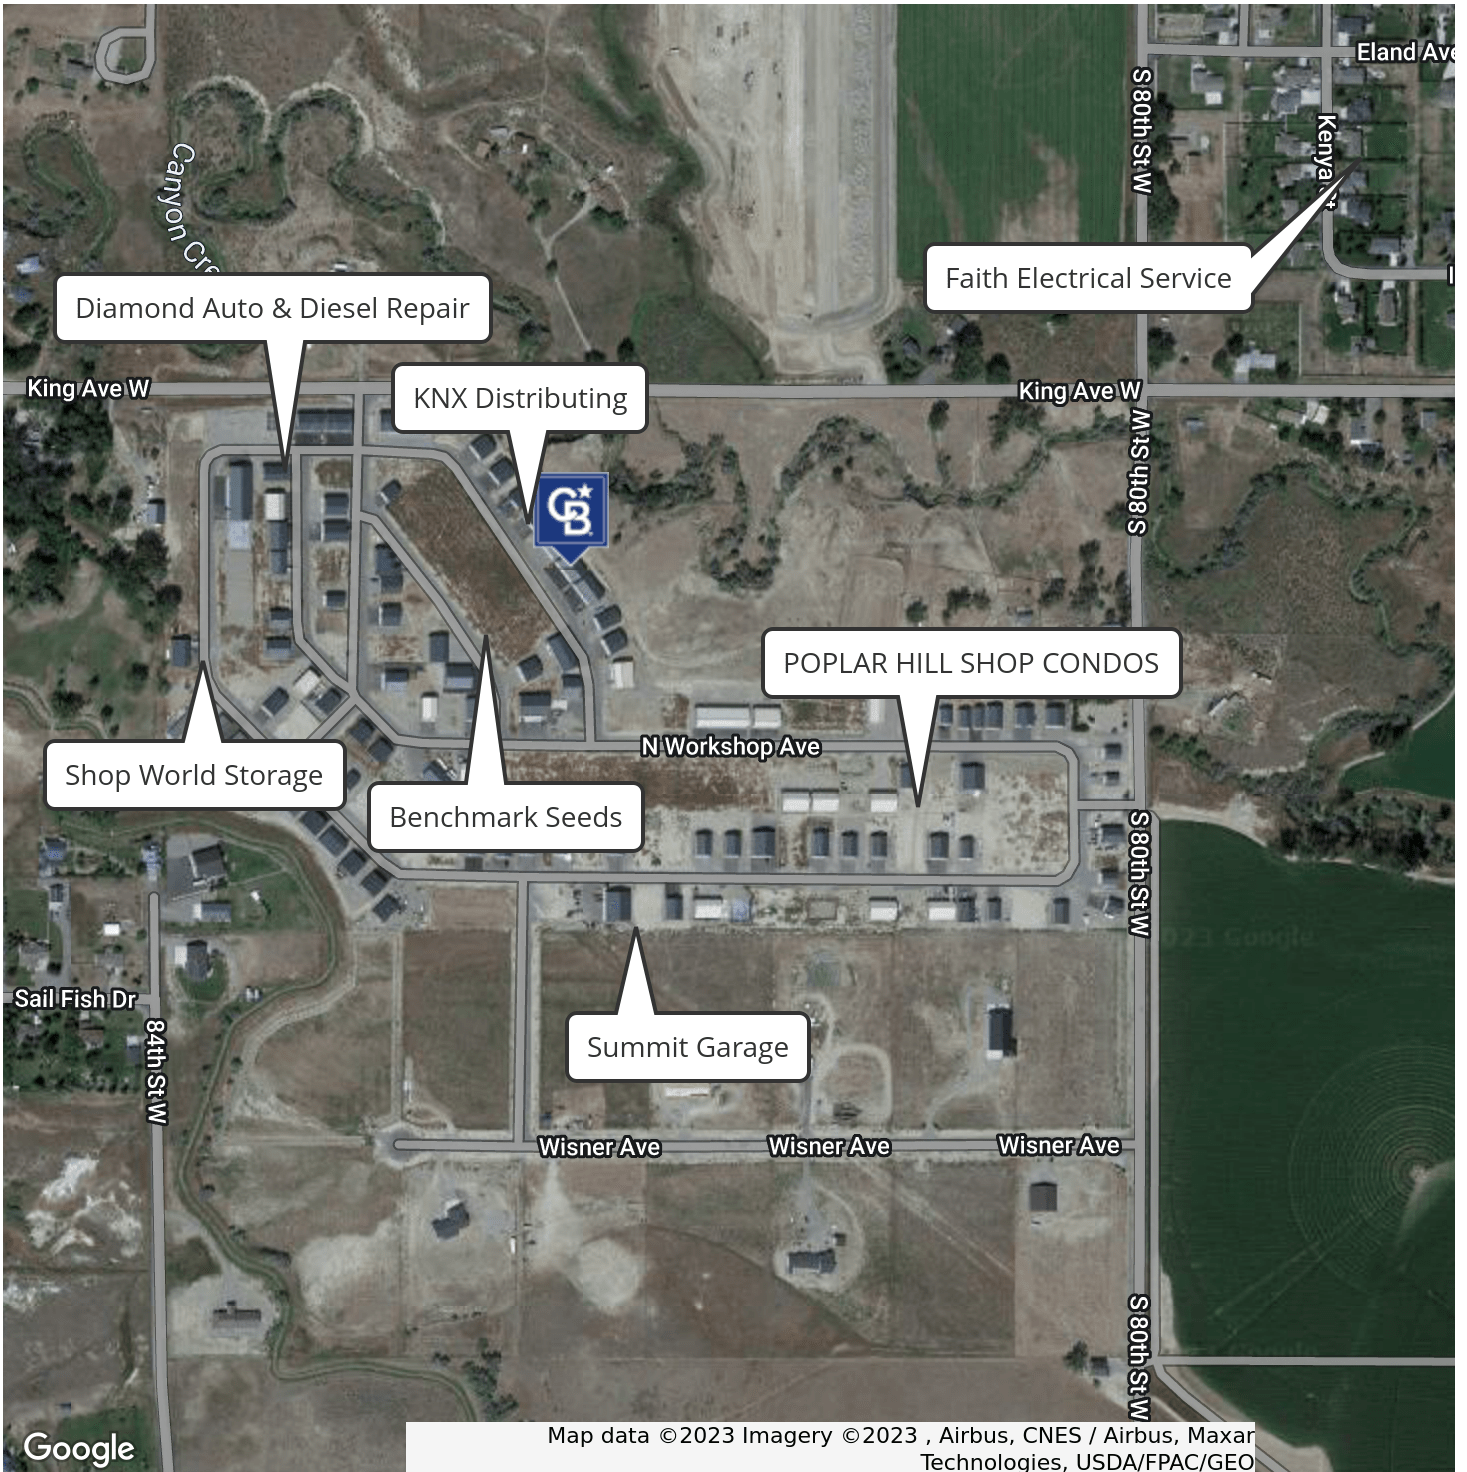 Eland Ave
S 80th St W
Kenya St
Canyon Cre
Faith Electrical Service
Diamond Auto & Diesel Repair
King Ave W
KNX Distributing
King Ave W
S 80th St W
CB
POPLAR HILL SHOP CONDOS
N Workshop Ave
Shop World Storage
Benchmark Seeds
S 80th St W
Sail Fish Dr
84th St W
Summit Garage
Wisner Ave
Wisner Ave
Wisner Ave
S 80th St W
Google
Map data ©2023 Imagery ©2023 , Airbus, CNES / Airbus, Maxar
Technologies, USDA/FPAC/GEO